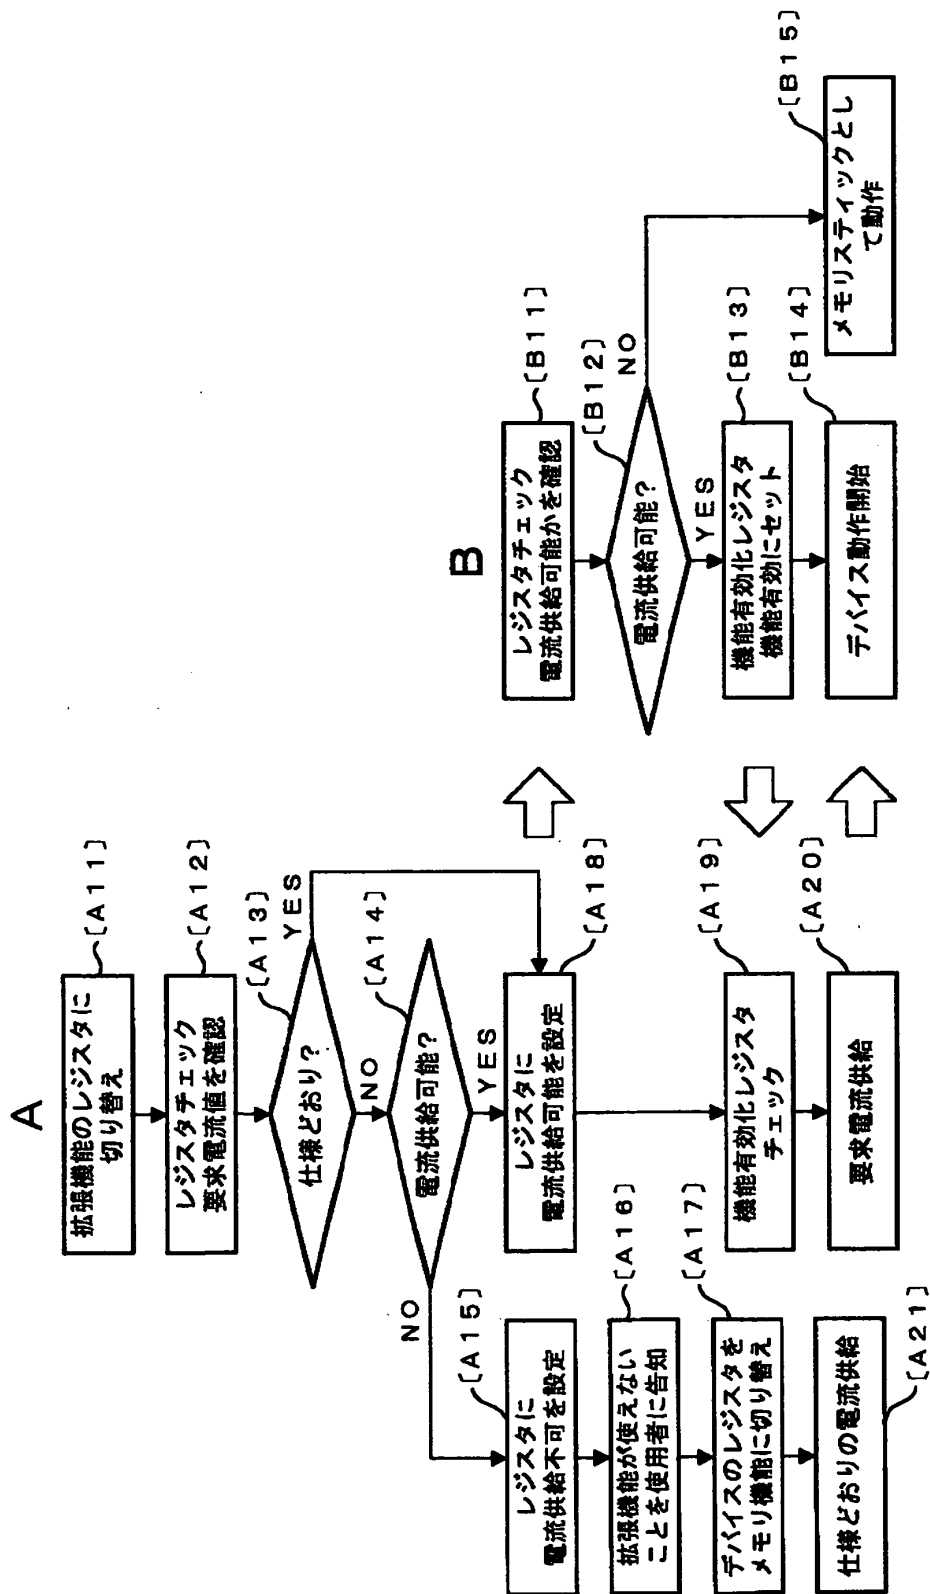 A
拡張機能のレジスタに
切り替え
[A11]
レジスタチェック
要求電流値を確認
[A12]
仕様どおり?
[A13]
YES
NO
電流供給可能?
[A14]
NO
YES
レジスタに
電流供給不可を設定
[A15]
拡張機能が使えない
ことを使用者に告知
[A16]
デバイスのレジスタを
メモリ機能に切り替え
[A17]
仕様どおりの電流供給
[A21]
レジスタに
電流供給可能を設定
[A18]
機能有効化レジスタ
チェック
[A19]
要求電流供給
[A20]
B
レジスタチェック
電流供給可能かを確認
[B11]
電流供給可能?
[B12]
NO
YES
機能有効化レジスタ
機能有効にセット
[B13]
デバイス動作開始
[B14]
メモリスティックとし
て動作
[B15]